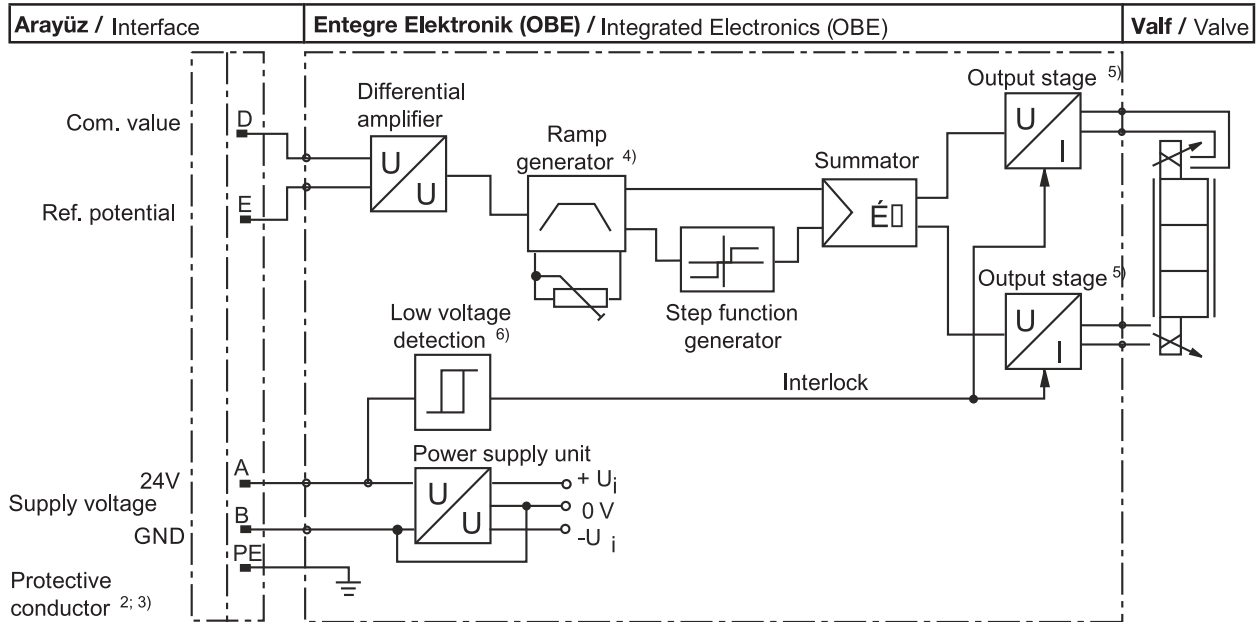 Arayüz / Interface
Entegre Elektronik (OBE) / Integrated Electronics (OBE)
Valf / Valve
Com. value
D
Differential
amplifier
U
U
Ramp
generator 4)
Summator
ÉΠ
Output stage 5)
U
I
Ref. potential
E
Step function
generator
Output stage 5)
U
I
Low voltage
detection 6)
Interlock
24V
Supply voltage
GND
A
B
Power supply unit
U
U
+ Ui
0 V
-U i
PE
Protective
conductor 2; 3)